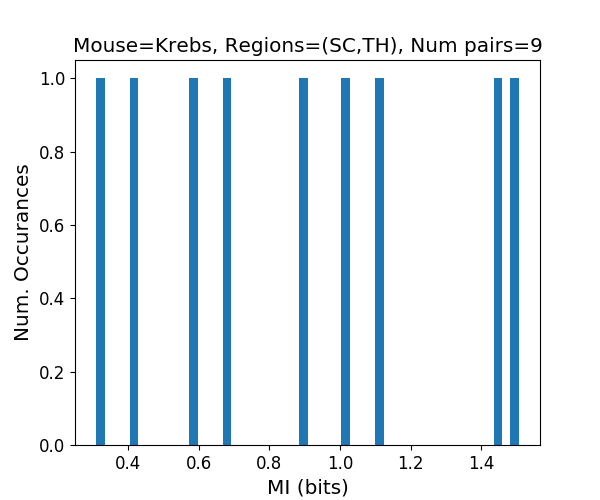 Mouse=Krebs, Regions=(SC,TH), Num pairs=9
1.0
0.8
0.6
0.4
0.2
0.0
Num. Occurances
0.4 0.6 0.8 1.0 1.2 1.4
MI (bits)